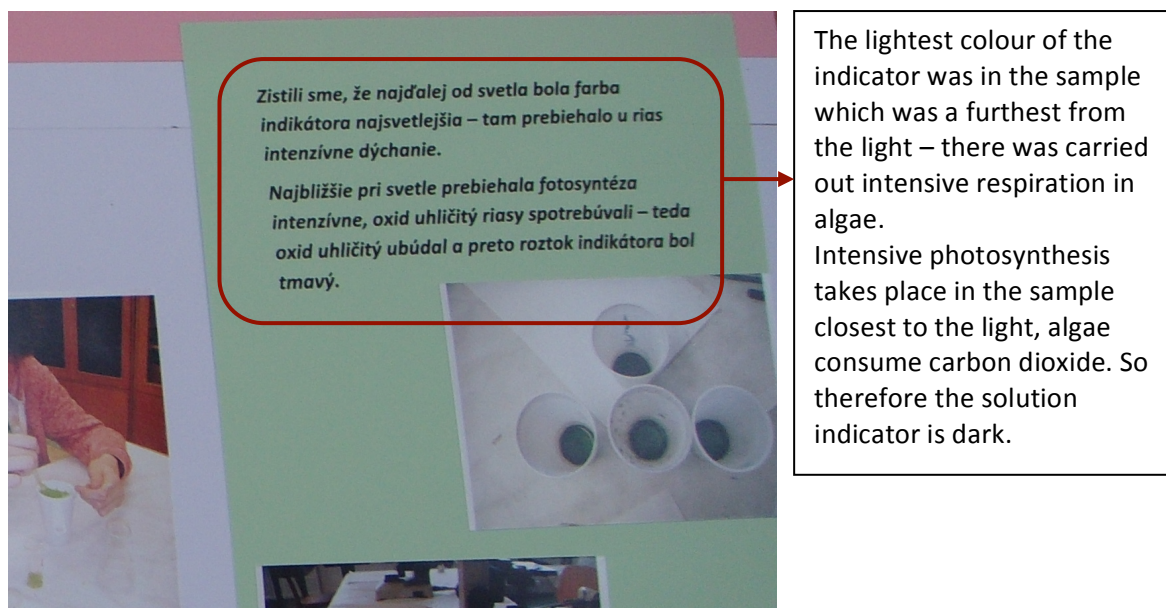 Zistili sme, že najďalej od svetla bola farba
indikátora najsvetlejšia – tam prebiehalo u rias
intenzívne dýchanie.
Najbližšie pri svetle prebiehala fotosyntéza
intenzívne, oxid uhličitý riasy spotrebúvali – teda
oxid uhličitý ubúdal a preto roztok indikátora bol
tmavý.
The lightest colour of the
indicator was in the sample
which was a furthest from
the light – there was carried
out intensive respiration in
algae.
Intensive photosynthesis
takes place in the sample
closest to the light, algae
consume carbon dioxide. So
therefore the solution
indicator is dark.